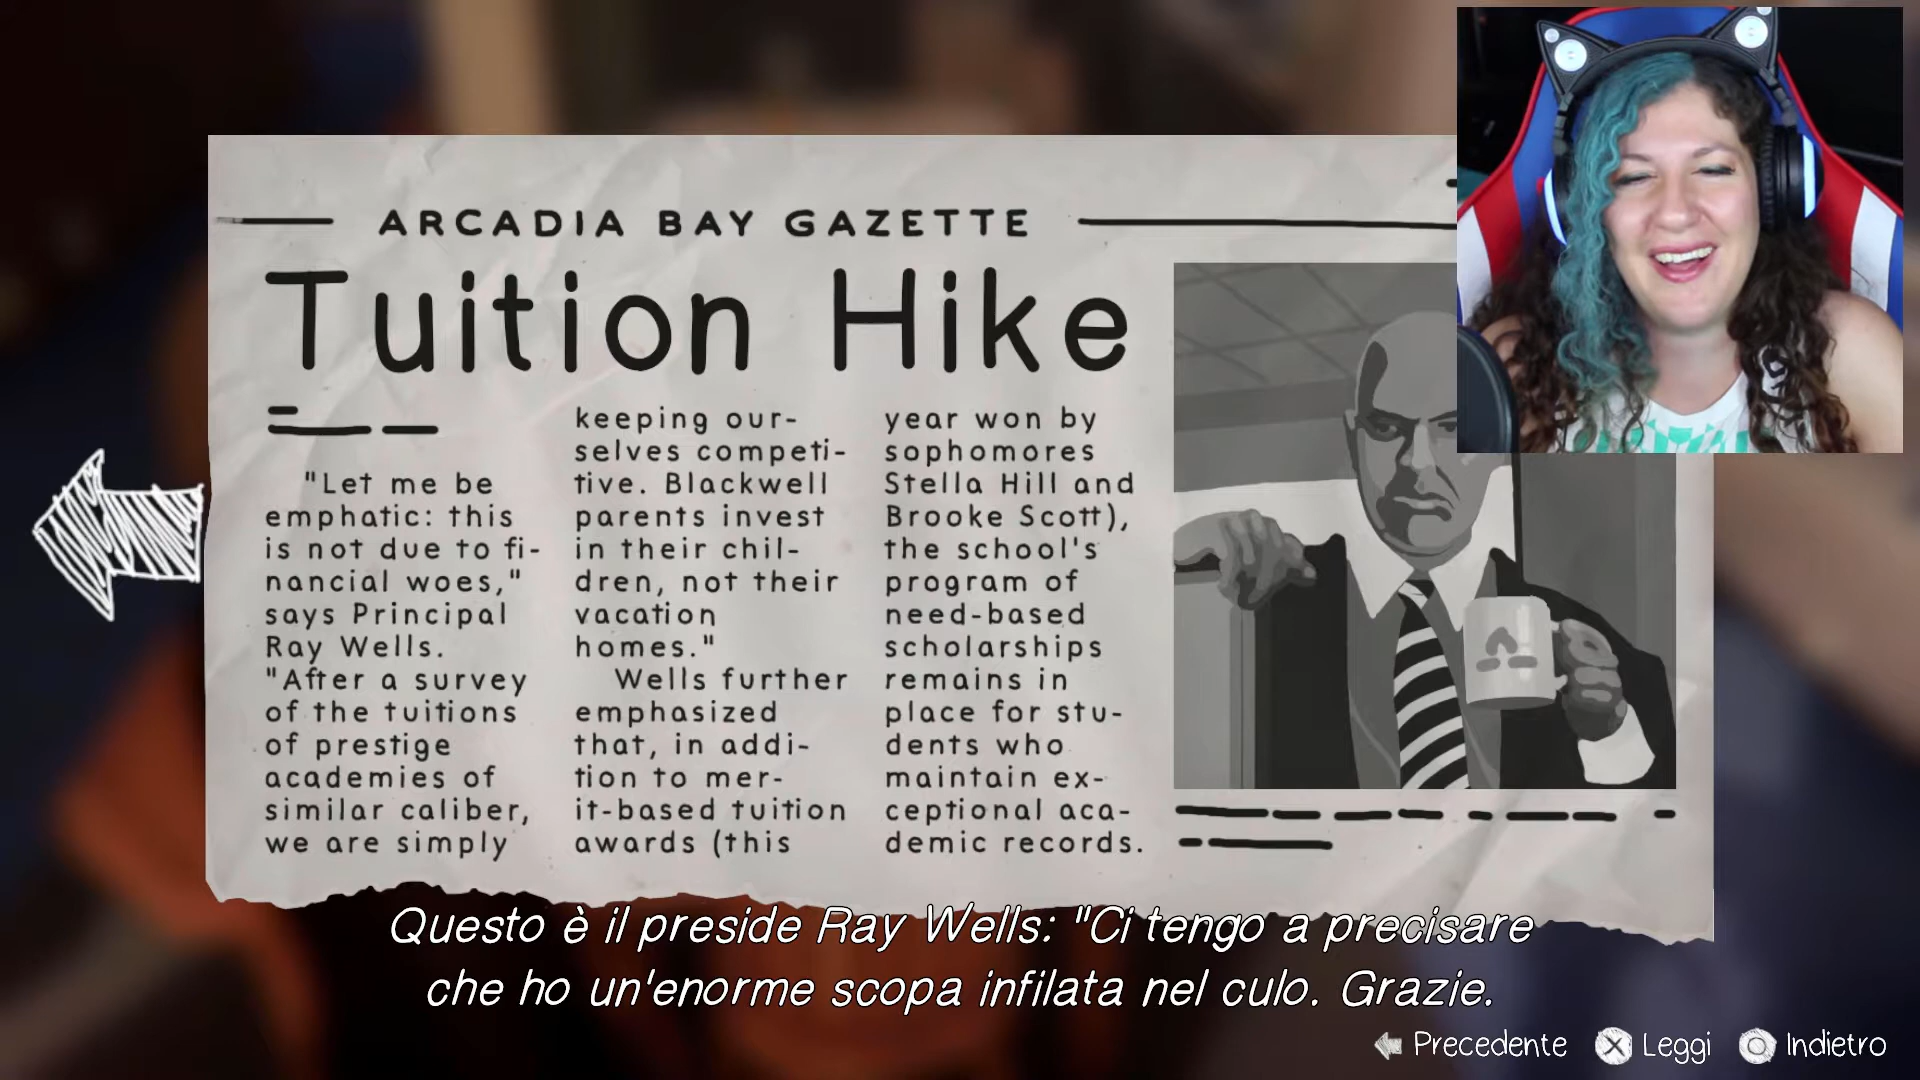 ARCADIA BAY GAZETTE
Tuition Hike
"Let me be
emphatic: this
is not due to fi-
nancial woes,"
says Principal
Ray Wells.
"After a survey
of the tuitions
of prestige
academies of
similar caliber,
we are simply
keeping our-
selves competi-
tive. Blackwell
parents invest
in their chil-
dren, not their
vacation
homes."
Wells further
emphasized
that, in addi-
tion to mer-
it-based tuition
awards (this
year won by
sophomores
Stella Hill and
Brooke Scott),
the school's
program of
need-based
scholarships
remains in
place for stu-
dents who
maintain ex-
ceptional aca-
demic records.
Questo è il preside Ray Wells: "Ci tengo a precisare
che ho un'enorme scopa infilata nel culo. Grazie.
Precedente Leggi Indietro